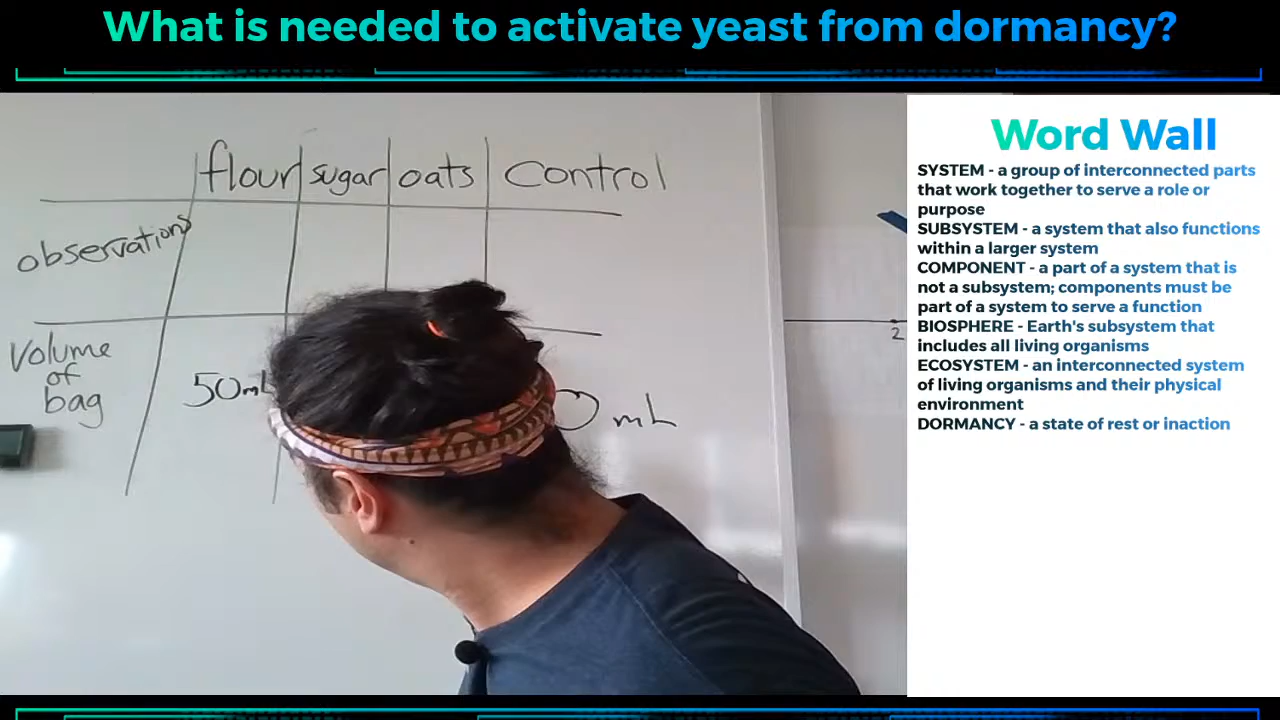 What is needed to activate yeast from dormancy?
flour sugar oats Control
observations
Volume
of
bag
50mL
mL
2
Word Wall
SYSTEM - a group of interconnected parts
that work together to serve a role or
purpose
SUBSYSTEM - a system that also functions
within a larger system
COMPONENT - a part of a system that is
not a subsystem; components must be
part of a system to serve a function
BIOSPHERE - Earth's subsystem that
includes all living organisms
ECOSYSTEM - an interconnected system
of living organisms and their physical
environment
DORMANCY - a state of rest or inaction